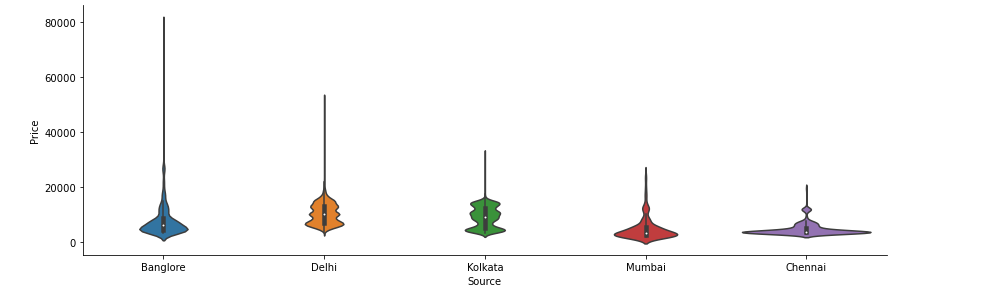 80000
60000
40000
20000
0
Price
Banglore
Delhi
Kolkata
Mumbai
Chennai
Source